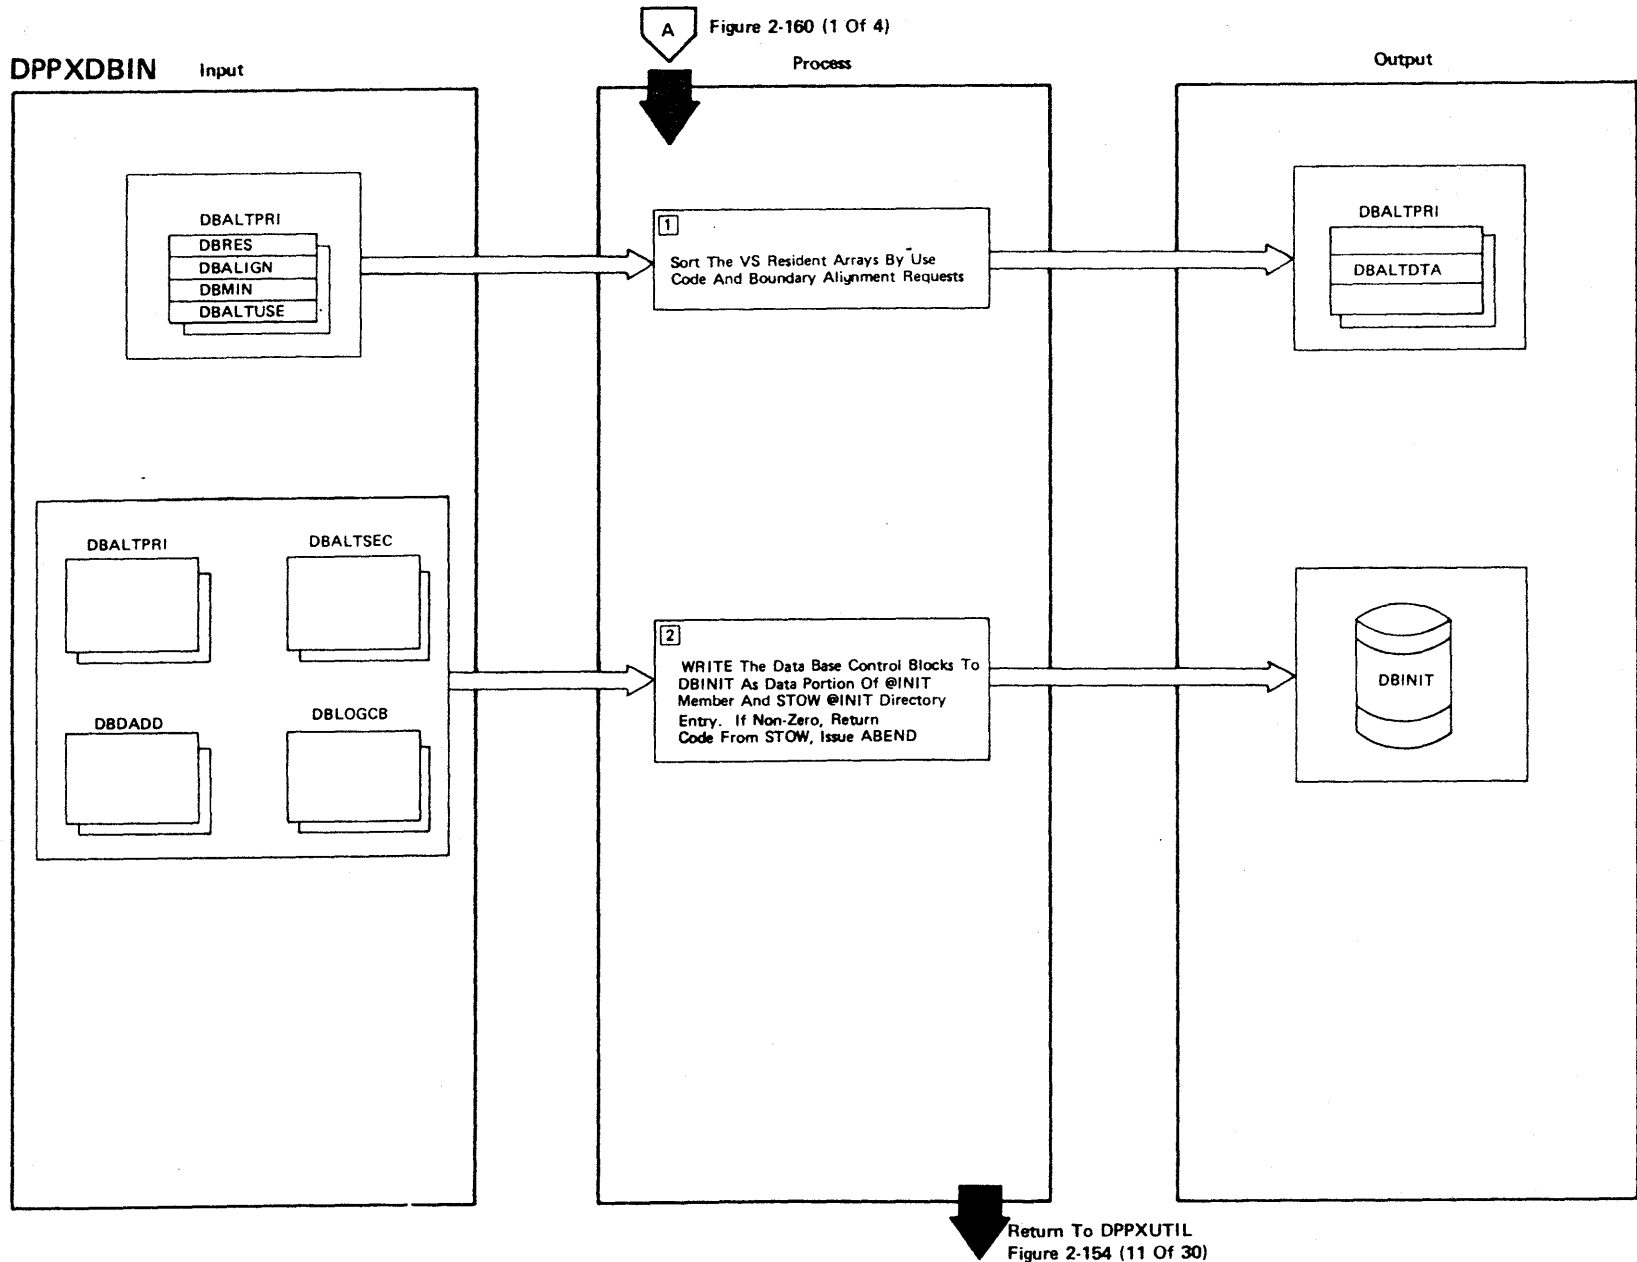 A
Figure 2-160 (1 Of 4)
DPPXDBIN
Input
Process
Output
DBALTPRI
DBRES
DBALIGN
DBMIN
DBALTUSE
1
Sort The VS Resident Arrays By Use
Code And Boundary Alignment Requests
DBALTPRI
DBALTDTA
DBALTPRI
DBALTSEC
DBDADD
DBLOGCB
2
WRITE The Data Base Control Blocks To
DBINIT As Data Portion Of @INIT
Member And STOW @INIT Directory
Entry. If Non-Zero, Return
Code From STOW, Issue ABEND
DBINIT
Return To DPPXUTIL
Figure 2-154 (11 Of 30)